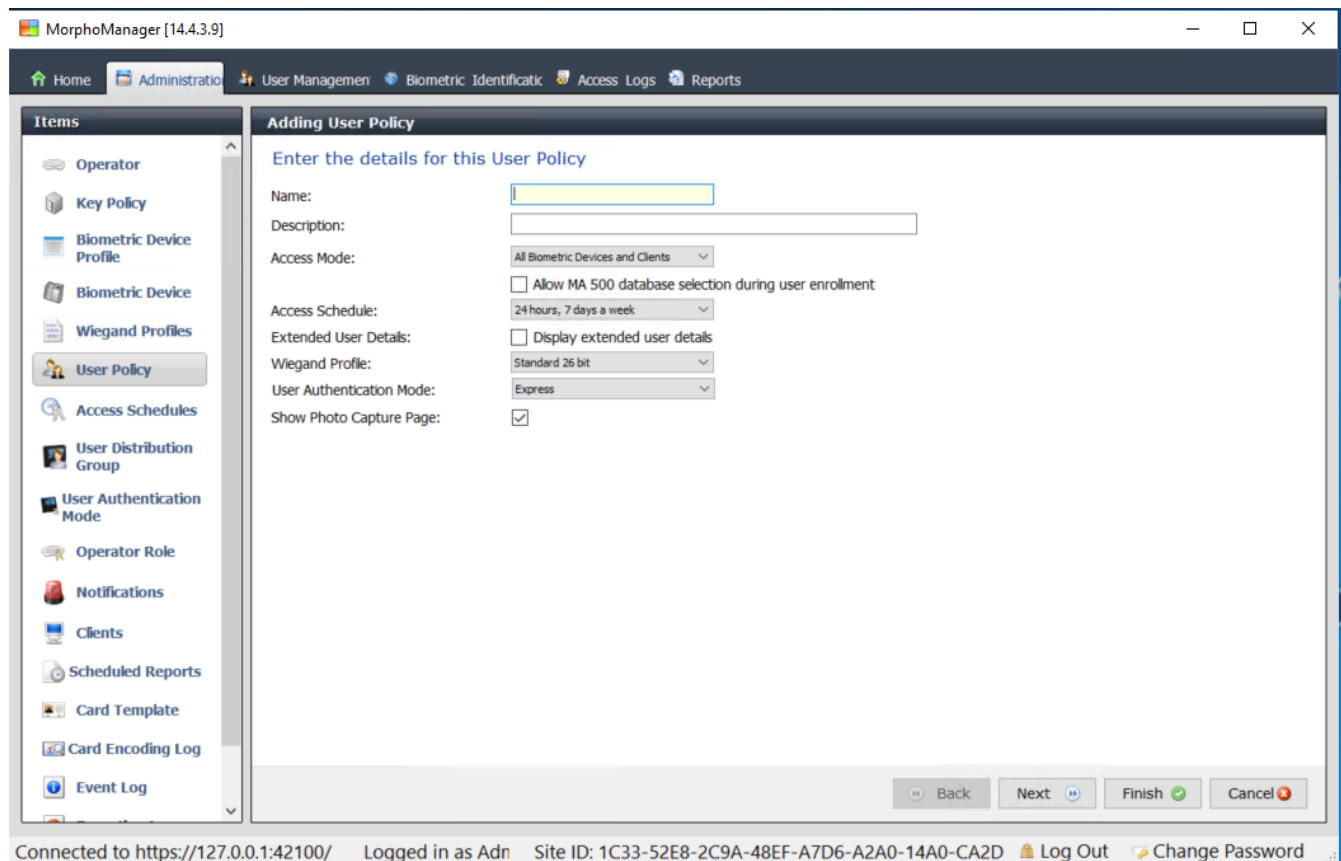 MorphoManager [14.4.3.9]
Home Administratio User Managemen Biometric Identificatic Access Logs Reports
Items
Operator
Key Policy
Biometric Device
Profile
Biometric Device
Wiegand Profiles
User Policy
Access Schedules
User Distribution
Group
User Authentication
Mode
Operator Role
Notifications
Clients
Scheduled Reports
Card Template
Card Encoding Log
Event Log
Adding User Policy
Enter the details for this User Policy
Name:
Description:
Access Mode: All Biometric Devices and Clients
Allow MA 500 database selection during user enrollment
Access Schedule: 24 hours, 7 days a week
Extended User Details: Display extended user details
Wiegand Profile: Standard 26 bit
User Authentication Mode: Express
Show Photo Capture Page:
Back Next Finish Cancel
Connected to https://127.0.0.1:42100/ Logged in as Adn Site ID: 1C33-52E8-2C9A-48EF-A7D6-A2A0-14A0-CA2D Log Out Change Password